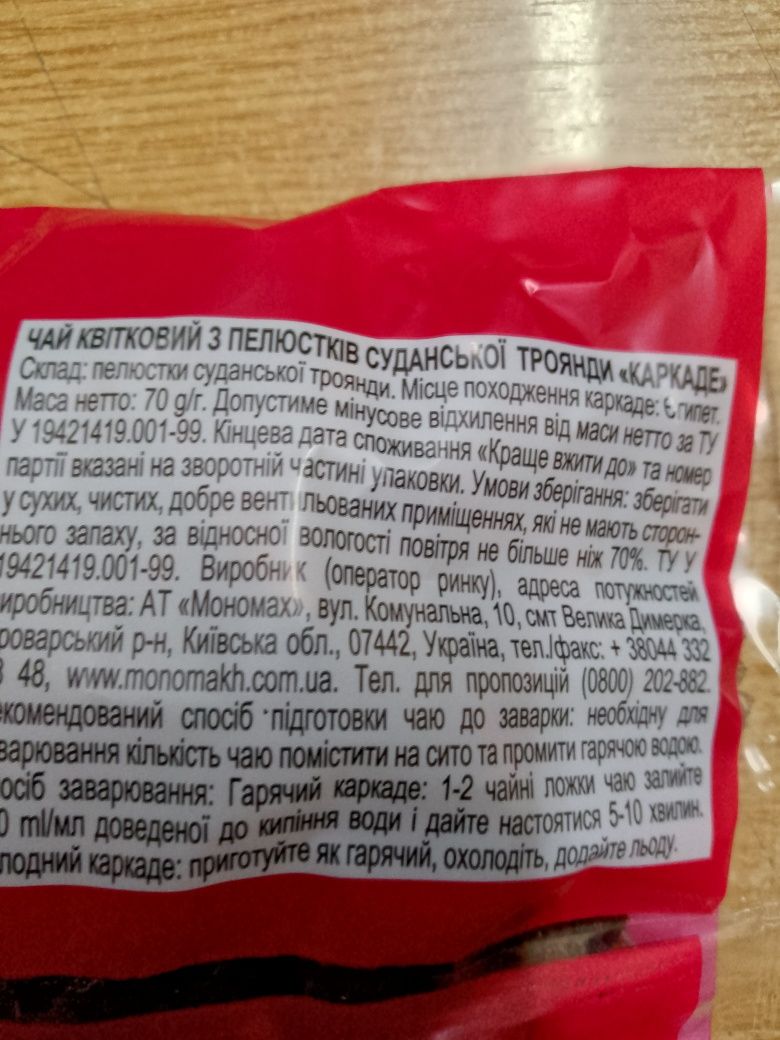 ЧАЙ КВІТКОВИЙ З ПЕЛЮСТКІВ СУДАНСЬКОЇ ТРОЯНДИ «КАРКАДЕ»
Склад: пелюстки суданської троянди. Місце походження каркаде: Єгипет.
Маса нетто: 70 g/г. Допустиме мінусове відхилення від маси нетто за ТУ
У 19421419.001-99. Кінцева дата споживання «Краще вжити до» та номер
партії вказані на зворотній частині упаковки. Умови зберігання: зберігати
у сухих, чистих, добре вентильованих приміщеннях, які не мають сторон-
нього запаху, за відносної вологості повітря не більше ніж 70%. ТУ У
19421419.001-99. Виробник (оператор ринку), адреса потужностей
иробництва: АТ «Мономах», вул. Комунальна, 10, смт Велика Димерка,
роварський р-н, Київська обл., 07442, Україна, тел./факс: + 38044 332
48, www.monomakh.com.ua. Тел. для пропозицій (0800) 202-882.
екомендований спосіб підготовки чаю до заварки: необхідну для
варювання кількість чаю помістити на сито та промити гарячою водою.
осіб заварювання: Гарячий каркаде: 1-2 чайні ложки чаю залийте
0 ml/мл доведеної до кипіння води і дайте настоятися 5-10 хвилин.
лодний каркаде: приготуйте як гарячий, охолодіть, додайте льоду.